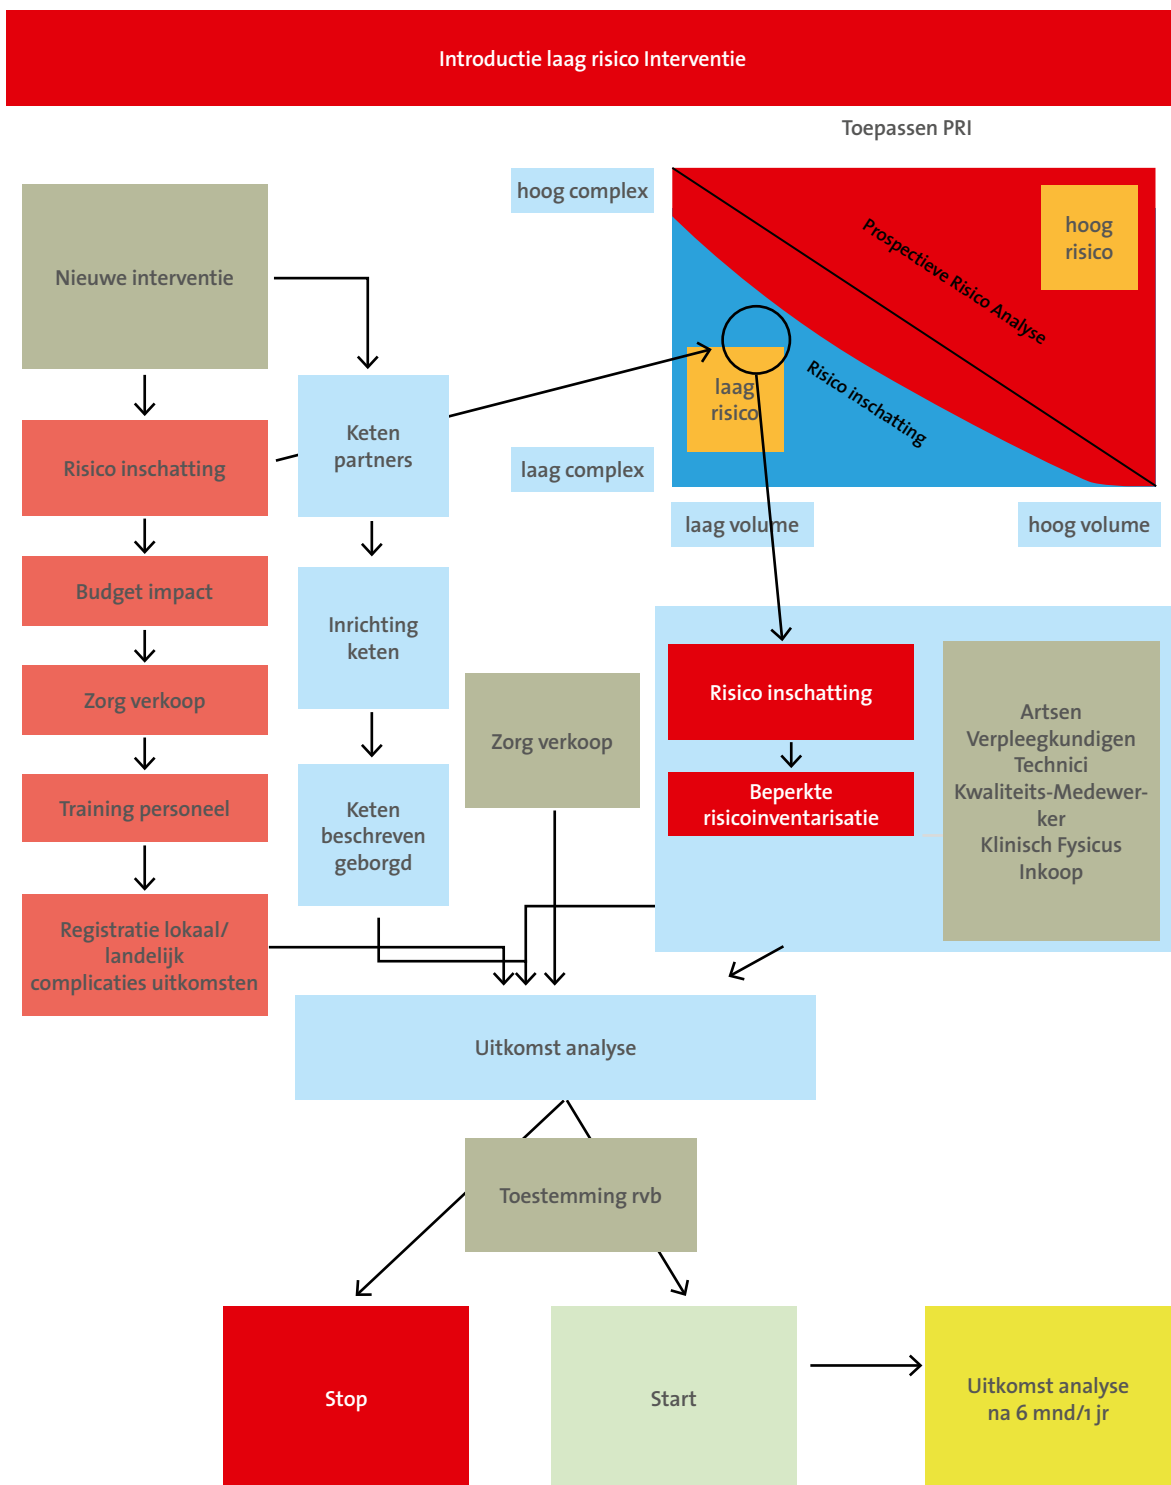 Introductie laag risico Interventie
Toepassen PRI
hoog complex
Prospectieve Risico Analyse
hoog
risico
Nieuwe interventie
Risico inschatting
laag
risico
laag complex
laag volume
hoog volume
Keten
partners
Risico inschatting
Budget impact
Zorg verkoop
Training personeel
Registratie lokaal/
landelijk
complicaties uitkomsten
Inrichting
keten
Keten
beschreven
geborgd
Zorg verkoop
Risico inschatting
Beperkte
risicoinventarisatie
Artsen
Verpleegkundigen
Technici
Kwaliteits-Medewer-
ker
Klinisch Fysicus
Inkoop
Uitkomst analyse
Toestemming rvb
Stop
Start
Uitkomst analyse
na 6 mnd/1 jr